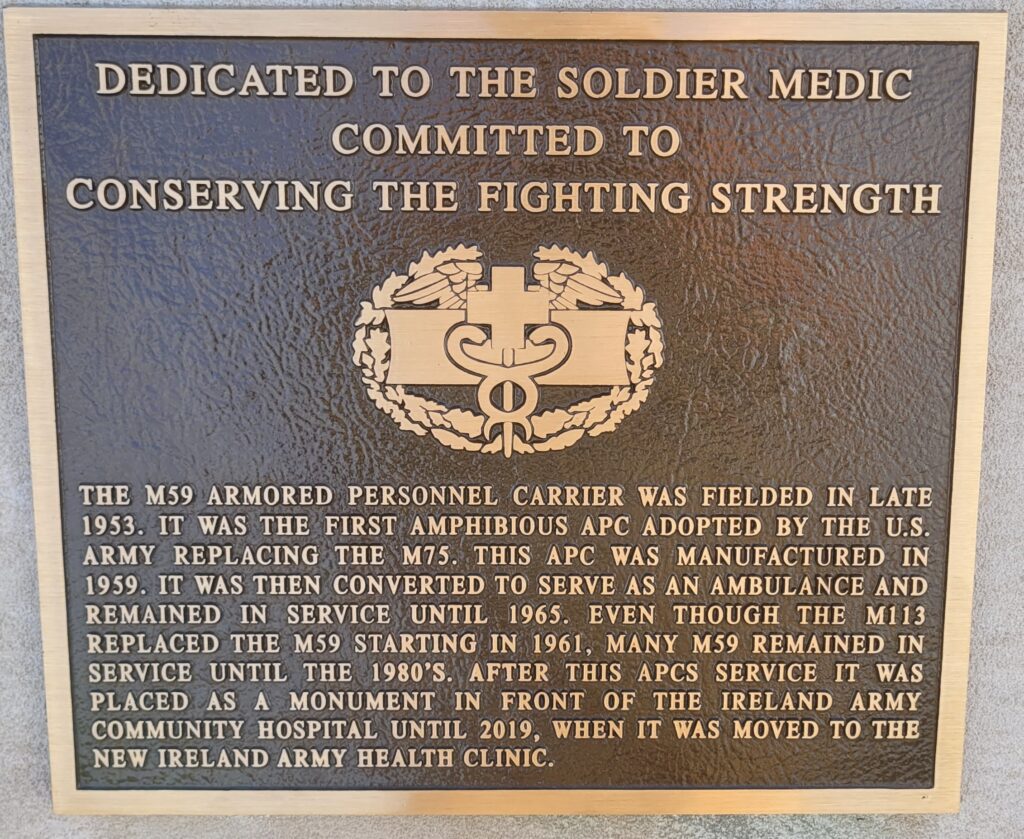 DEDICATED TO THE SOLDIER MEDIC
COMMITTED TO
CONSERVING THE FIGHTING STRENGTH
THE M59 ARMORED PERSONNEL CARRIER WAS FIELDED IN LATE
1953. IT WAS THE FIRST AMPHIBIOUS APC ADOPTED BY THE U.S.
ARMY REPLACING THE M75. THIS APC WAS MANUFACTURED IN
1959. IT WAS THEN CONVERTED TO SERVE AS AN AMBULANCE AND
REMAINED IN SERVICE UNTIL 1965. EVEN THOUGH THE M113
REPLACED THE M59 STARTING IN 1961, MANY M59 REMAINED IN
SERVICE UNTIL THE 1980'S. AFTER THIS APCS SERVICE IT WAS
PLACED AS A MONUMENT IN FRONT OF THE IRELAND ARMY
COMMUNITY HOSPITAL UNTIL 2019, WHEN IT WAS MOVED TO THE
NEW IRELAND ARMY HEALTH CLINIC.